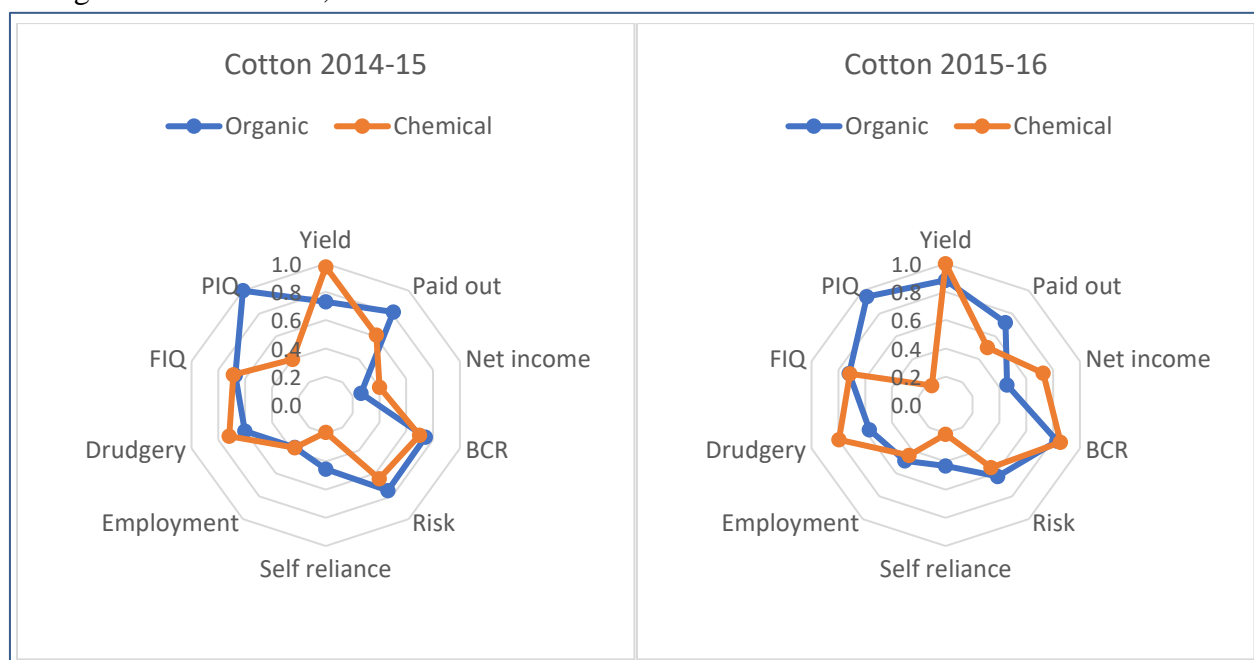 Cotton 2014-15
Organic Chemical
Yield
Paid out
Net income
BCR
Risk
Self reliance
Employment
Drudgery
FIQ
PIQ
1.0
0.8
0.6
0.4
0.2
0.0
Cotton 2015-16
Organic Chemical
Yield
Paid out
Net income
BCR
Risk
Self reliance
Employment
Drudgery
FIQ
PIQ
1.0
0.8
0.6
0.4
0.2
0.0